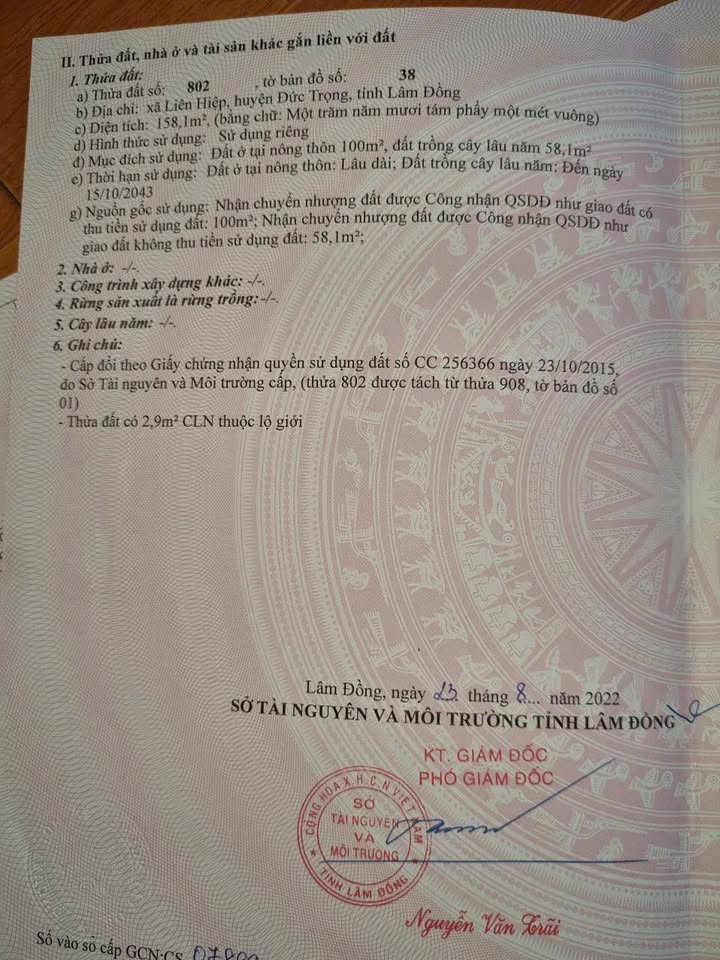 II. Thửa đất, nhà ở và tài sản khác gắn liền với đất
1. Thửa đất:
a) Thửa đất số: 802 , tờ bản đồ số: 38
b) Địa chỉ: xã Liên Hiệp, huyện Đức Trọng, tỉnh Lâm Đồng
c) Diện tích: 158,1m², (bằng chữ: Một trăm năm mươi tám phẩy một mét vuông)
d) Hình thức sử dụng: Sử dụng riêng
đ) Mục đích sử dụng: Đất ở tại nông thôn 100m², đất trồng cây lâu năm 58,1m²
e) Thời hạn sử dụng: Đất ở tại nông thôn: Lâu dài; Đất trồng cây lâu năm: Đến ngày
15/10/2043
g) Nguồn gốc sử dụng: Nhận chuyển nhượng đất được Công nhận QSDĐ như giao đất có
thu tiền sử dụng đất: 100m²; Nhận chuyển nhượng đất được Công nhận QSDĐ như
giao đất không thu tiền sử dụng đất: 58,1m²;
2. Nhà ở: -/-.
3. Công trình xây dựng khác: -/-.
4. Rừng sản xuất là rừng trồng: -/-.
5. Cây lâu năm: -/-.
6. Ghi chú:
- Cấp đổi theo Giấy chứng nhận quyền sử dụng đất số CC 256366 ngày 23/10/2015,
do Sở Tài nguyên và Môi trường cấp, (thửa 802 được tách từ thửa 908, tờ bản đồ số
01)
- Thửa đất có 2,9m² CLN thuộc lộ giới
Lâm Đồng, ngày 23 tháng 8... năm 2022
SỞ TÀI NGUYÊN VÀ MÔI TRƯỜNG TỈNH LÂM ĐỒNG
KT. GIÁM ĐỐC
PHÓ GIÁM ĐỐC
CỘNG HÒA X.H.C.N VIỆT NAM
SỞ
TÀI NGUYÊN
VÀ
MÔI TRƯỜNG
TỈNH LÂM ĐỒNG
Nguyễn Văn Trãi
Số vào sổ cấp GCN:CS